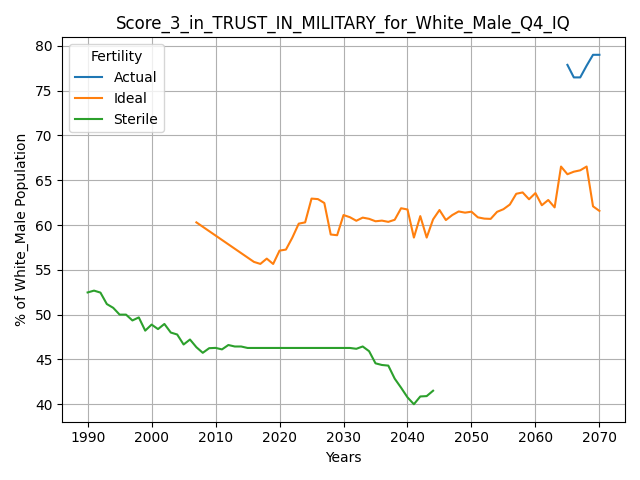 Score_3_in_TRUST_IN_MILITARY_for_White_Male_Q4_IQ
Fertility
Actual
Ideal
Sterile
% of White_Male Population
80
75
70
65
60
55
50
45
40
1990 2000 2010 2020 2030 2040 2050 2060 2070
Years